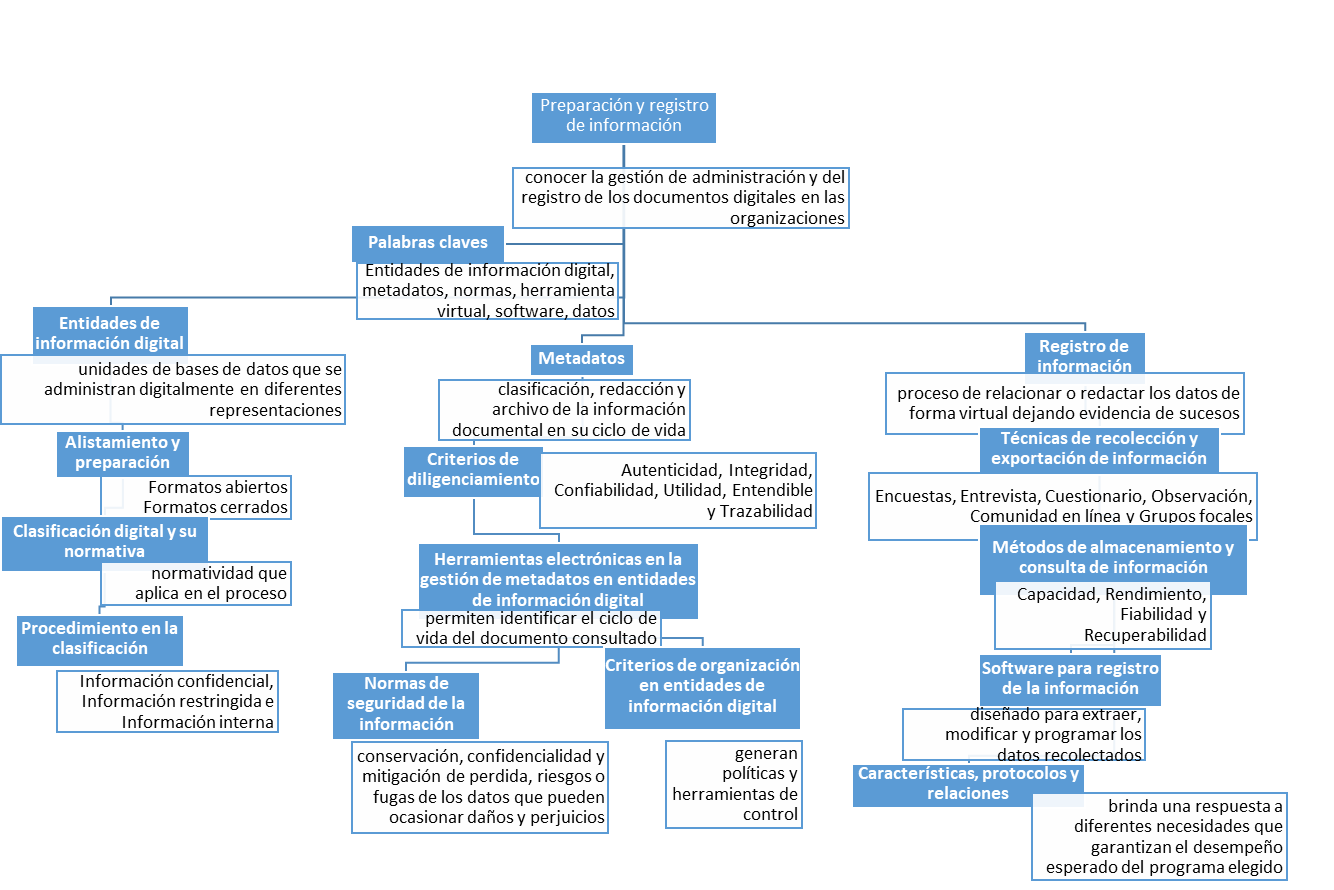 Preparación y registro
de información
conocer la gestión de administración y del
registro de los documentos digitales en las
organizaciones
Palabras claves
Entidades de información digital,
metadatos, normas, herramienta
virtual, software, datos
Entidades de
información digital
unidades de bases de datos que se
administran digitalmente en diferentes
representaciones
Alistamiento y
preparación
Formatos abiertos
Formatos cerrados
Clasificación digital y su
normativa
normatividad que
aplica en el proceso
Procedimiento en la
clasificación
Información confidencial,
Información restringida e
Información interna
Metadatos
clasificación, redacción y
archivo de la información
documental en su ciclo de vida
Criterios de
diligenciamiento
Autenticidad, Integridad,
Confiabilidad, Utilidad, Entendible
y Trazabilidad
Herramientas electrónicas en la
gestión de metadatos en entidades
de información digital
permiten identificar el ciclo de
vida del documento consultado
Normas de
seguridad de la
información
conservación, confidencialidad y
mitigación de perdida, riesgos o
fugas de los datos que pueden
ocasionar daños y perjuicios
Criterios de organización
en entidades de
información digital
generan
políticas y
herramientas de
control
Registro de
información
proceso de relacionar o redactar los datos de
forma virtual dejando evidencia de sucesos
Técnicas de recolección y
exportación de información
Encuestas, Entrevista, Cuestionario, Observación,
Comunidad en línea y Grupos focales
Métodos de almacenamiento y
consulta de información
Capacidad, Rendimiento,
Fiabilidad y
Recuperabilidad
Software para registro
de la información
diseñado para extraer,
modificar y programar los
datos recolectados
Características, protocolos y
relaciones
brinda una respuesta a
diferentes necesidades que
garantizan el desempeño
esperado del programa elegido